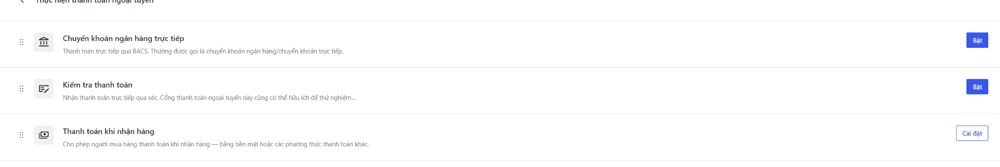 Thực hiện thanh toán ngoại tuyến
Chuyển khoản ngân hàng trực tiếp
Bật
Thanh toán trực tiếp qua BACS. Thường được gọi là chuyển khoản ngân hàng/chuyển khoản trực tiếp.
Kiểm tra thanh toán
Bật
Nhận thanh toán trực tiếp qua séc. Cổng thanh toán ngoại tuyến này cũng có thể hữu ích để thử nghiệm...
Thanh toán khi nhận hàng
Cài đặt
Cho phép người mua hàng thanh toán khi nhận hàng — bằng tiền mặt hoặc các phương thức thanh toán khác.